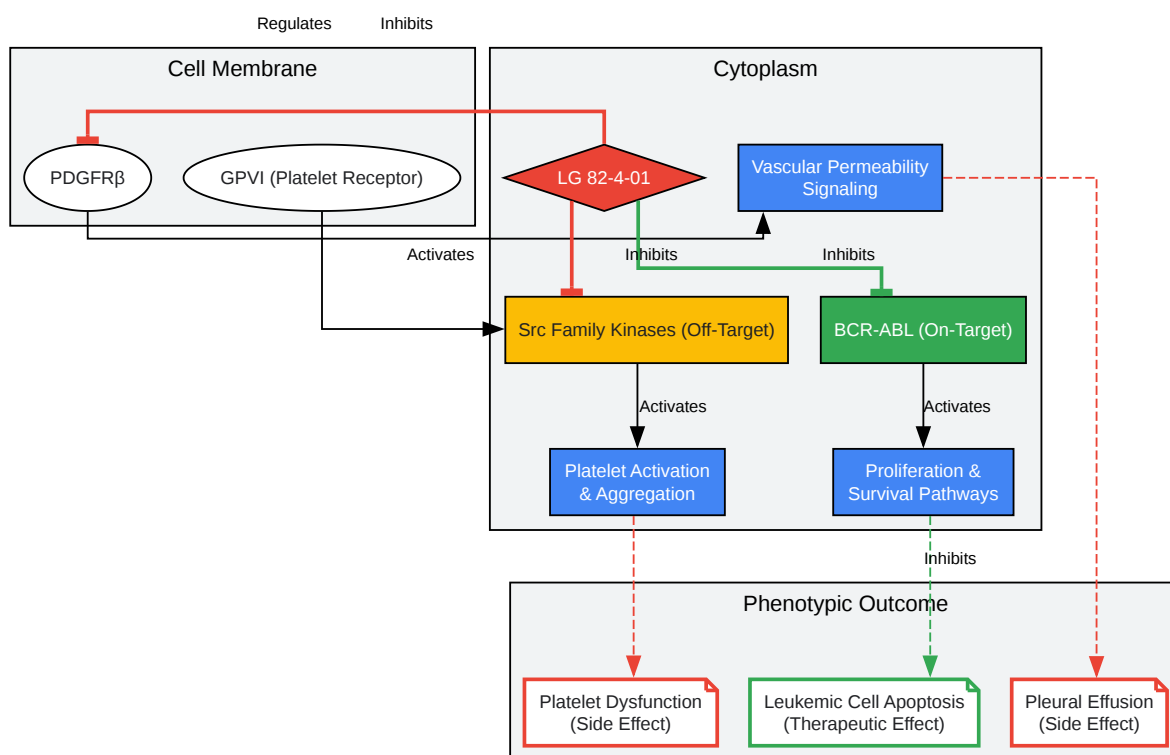 Regulates
Inhibits
Cell Membrane
Cytoplasm
PDGFRβ
GPVI (Platelet Receptor)
LG 82-4-01
Vascular Permeability
Signaling
Activates
Inhibits
Inhibits
Src Family Kinases (Off-Target)
BCR-ABL (On-Target)
Activates
Activates
Platelet Activation
& Aggregation
Proliferation &
Survival Pathways
Inhibits
Phenotypic Outcome
Platelet Dysfunction
(Side Effect)
Leukemic Cell Apoptosis
(Therapeutic Effect)
Pleural Effusion
(Side Effect)